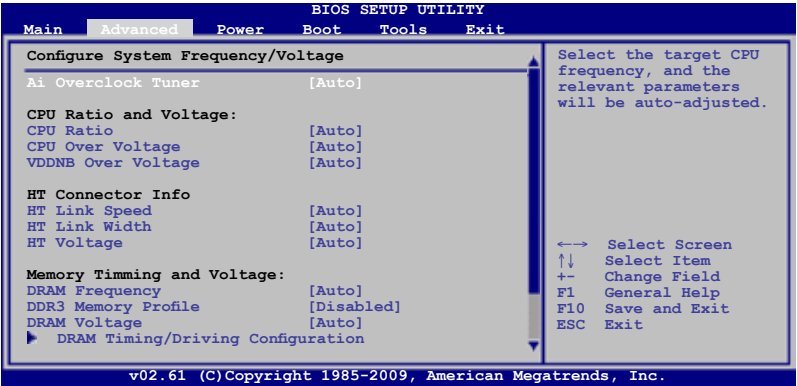 BIOS SETUP UTILITY
Main Advanced Power Boot Tools Exit
Configure System Frequency/Voltage
Ai Overclock Tuner [Auto]
CPU Ratio and Voltage:
CPU Ratio [Auto]
CPU Over Voltage [Auto]
VDDNB Over Voltage [Auto]
HT Connector Info
HT Link Speed [Auto]
HT Link Width [Auto]
HT Voltage [Auto]
Memory Timming and Voltage:
DRAM Frequency [Auto]
DDR3 Memory Profile [Disabled]
DRAM Voltage [Auto]
DRAM Timing/Driving Configuration
Select the target CPU
frequency, and the
relevant parameters
will be auto-adjusted.
←→ Select Screen
↑↓ Select Item
+- Change Field
F1 General Help
F10 Save and Exit
ESC Exit
v02.61 (C)Copyright 1985-2009, American Megatrends, Inc.